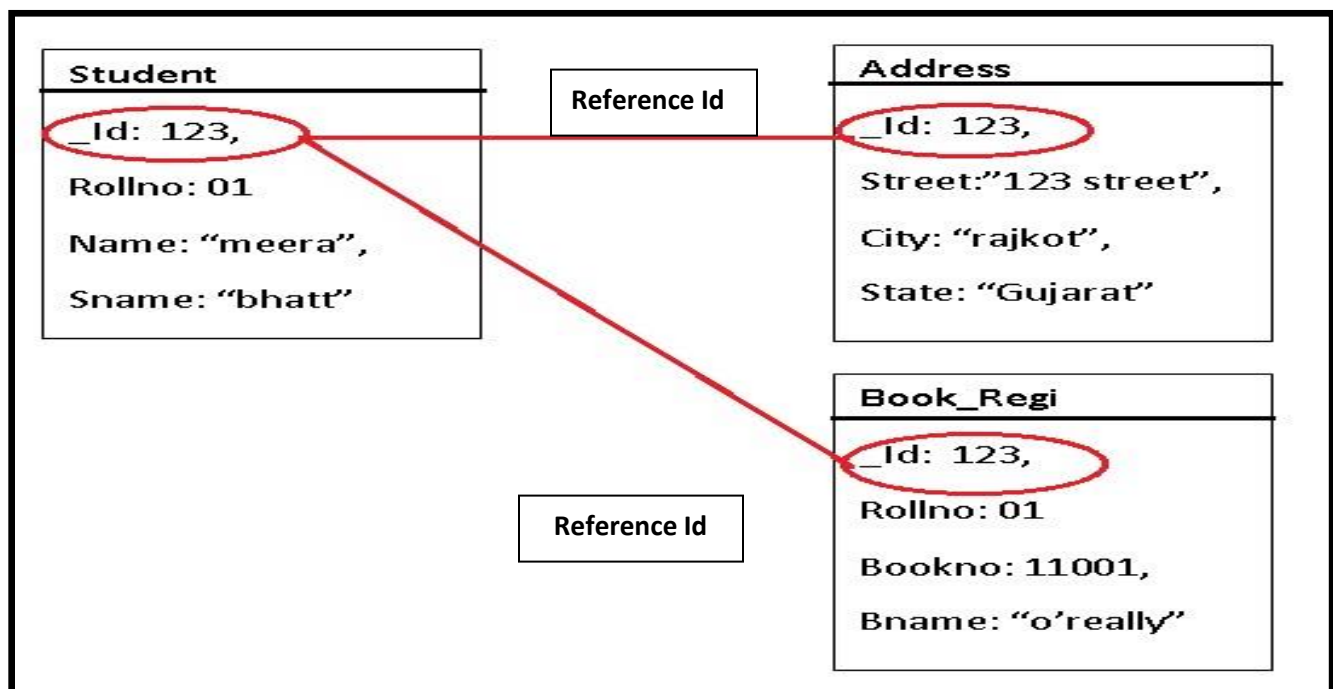 Student
_Id: 123,
Rollno: 01
Name: “meera”,
Sname: “bhatt”
Reference Id
Address
_Id: 123,
Street:”123 street”,
City: “rajkot”,
State: “Gujarat”
Reference Id
Book_Regi
_Id: 123,
Rollno: 01
Bookno: 11001,
Bname: “o’really”